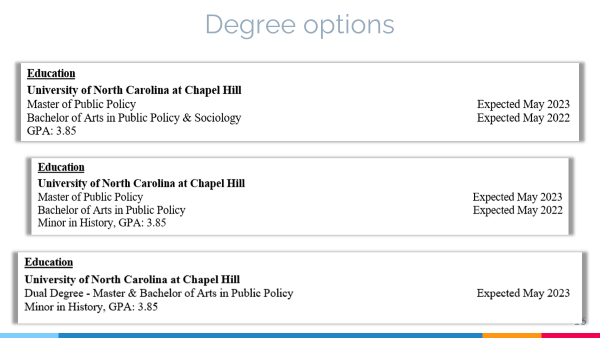 Degree options
Education
University of North Carolina at Chapel Hill
Master of Public Policy Expected May 2023
Bachelor of Arts in Public Policy & Sociology Expected May 2022
GPA: 3.85
Education
University of North Carolina at Chapel Hill
Master of Public Policy Expected May 2023
Bachelor of Arts in Public Policy Expected May 2022
Minor in History, GPA: 3.85
Education
University of North Carolina at Chapel Hill
Dual Degree - Master & Bachelor of Arts in Public Policy Expected May 2023
Minor in History, GPA: 3.85